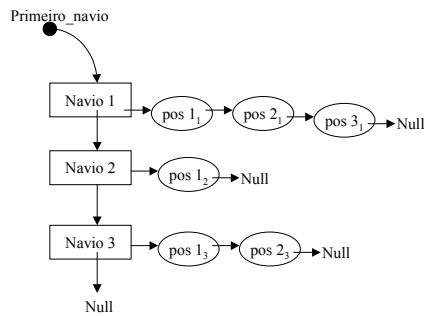 Primeiro_navio
Navio 1 pos 1₁ pos 2₁ pos 3₁ Null
Navio 2 pos 1₂ Null
Navio 3 pos 1₃ pos 2₃ Null
Null